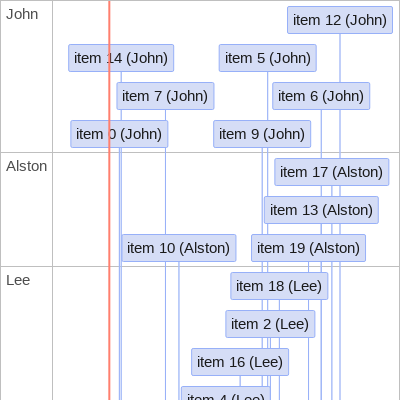 John
item 12 (John)
item 14 (John)
item 5 (John)
item 7 (John)
item 6 (John)
item 0 (John)
item 9 (John)
Alston
item 17 (Alston)
item 13 (Alston)
item 10 (Alston)
item 19 (Alston)
Lee
item 18 (Lee)
item 2 (Lee)
item 16 (Lee)
item 4 (Lee)